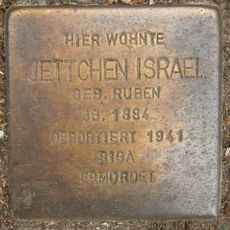 HIER WOHNTE
JETTCHEN ISRAEL
GEB. RUBEN
JG. 1884
DEPORTIERT 1941
RIGA
ERMORDET